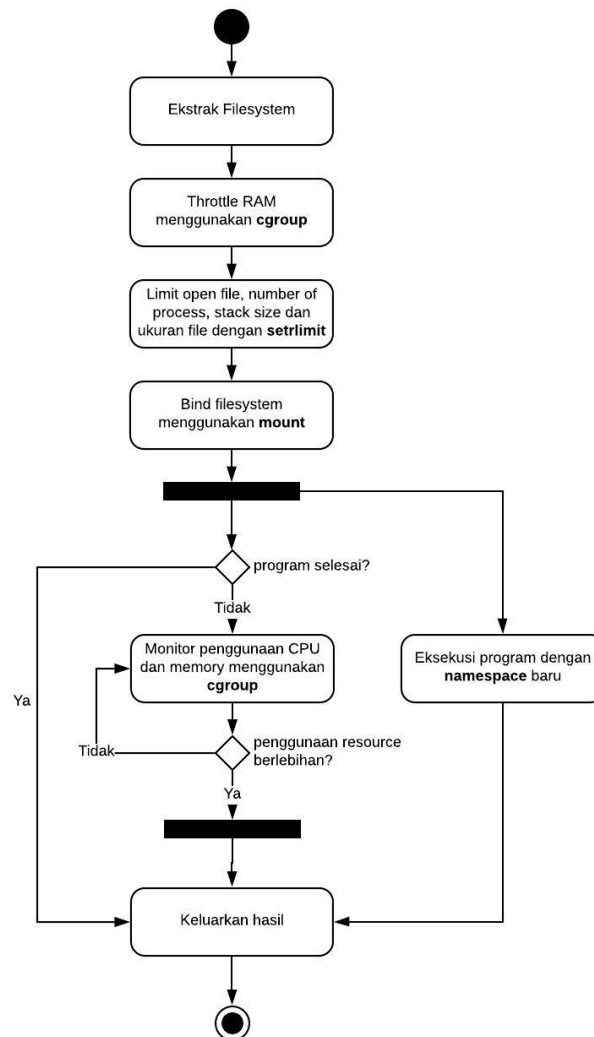 Ekstrak Filesystem
Throttle RAM
menggunakan cgroup
Limit open file, number of
process, stack size dan
ukuran file dengan setrlimit
Bind filesystem
menggunakan mount
program selesai?
Tidak
Monitor penggunaan CPU
dan memory menggunakan
cgroup
Eksekusi program dengan
namespace baru
Ya
Tidak
penggunaan resource
berlebihan?
Ya
Keluarkan hasil